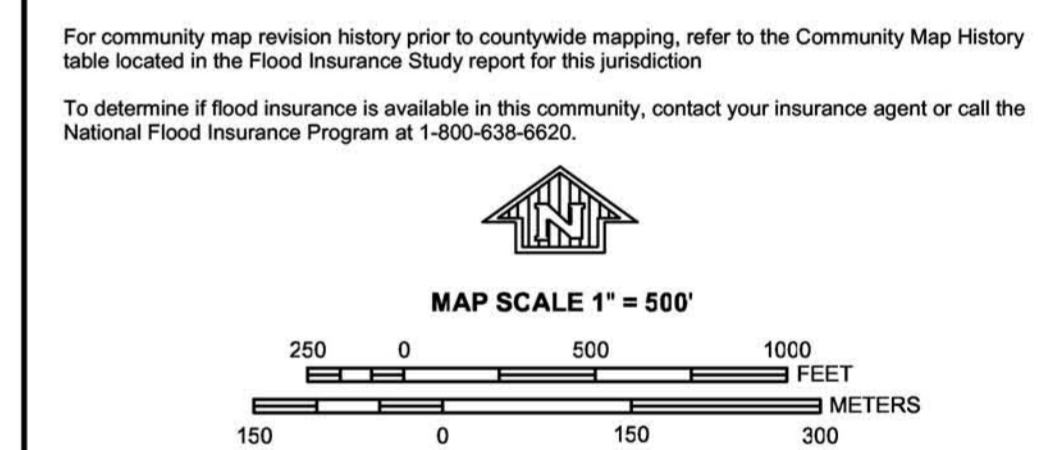 For community map revision history prior to countywide mapping, refer to the Community Map History
table located in the Flood Insurance Study report for this jurisdiction
To determine if flood insurance is available in this community, contact your insurance agent or call the
National Flood Insurance Program at 1-800-638-6620.
N
MAP SCALE 1" = 500'
250 0 500 1000
FEET
METERS
150 0 150 300